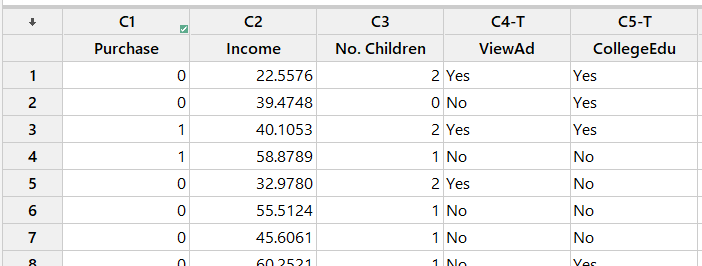 C1 C2 C3 C4-T C5-T
Purchase Income No. Children ViewAd CollegeEdu
1 0 22.5576 2 Yes Yes
2 0 39.4748 0 No Yes
3 1 40.1053 2 Yes Yes
4 1 58.8789 1 No No
5 0 32.9780 2 Yes No
6 0 55.5124 1 No No
7 0 45.6061 1 No No
8 0 60.2521 1 No Yes